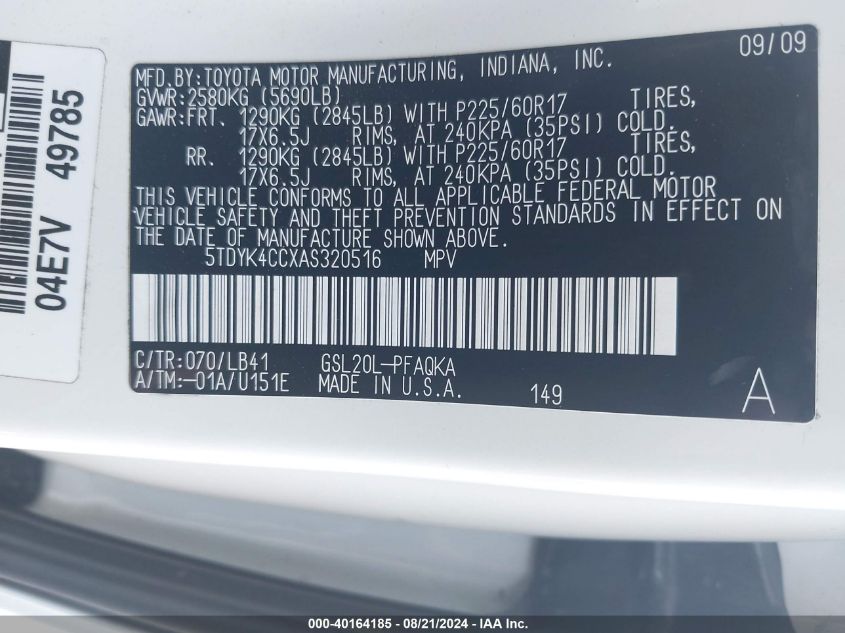 09/09
MFD.BY:TOYOTA MOTOR MANUFACTURING, INDIANA, INC.
GVWR:2580KG (5690LB)
GAWR:FRT. 1290KG (2845LB) WITH P225/60R17 TIRES,
17X6.5J RIMS, AT 240KPA (35PSI) COLD.
RR. 1290KG (2845LB) WITH P225/60R17 TIRES,
17X6.5J RIMS, AT 240KPA (35PSI) COLD.
THIS VEHICLE CONFORMS TO ALL APPLICABLE FEDERAL MOTOR
VEHICLE SAFETY AND THEFT PREVENTION STANDARDS IN EFFECT ON
THE DATE OF MANUFACTURE SHOWN ABOVE.
5TDYK4CCXAS320516 MPV
C/TR:070/LB41 GSL20L-PFAQKA
A/TM:-01A/U151E MADE IN U.S.A. 149 A
04E7V 49785
000-40164185 - 08/21/2024 - IAA Inc.